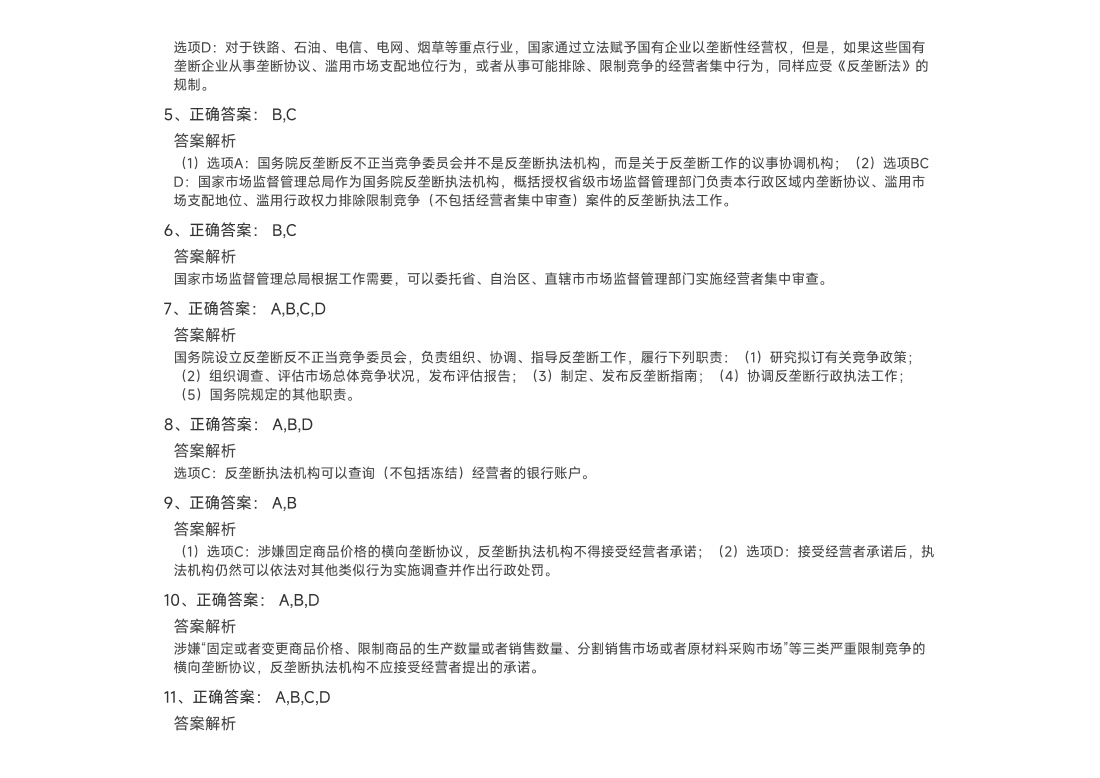 选项D：对于铁路、石油、电信、电网、烟草等重点行业，国家通过立法赋予国有企业以垄断性经营权，但是，如果这些国有
垄断企业从事垄断协议、滥用市场支配地位行为，或者从事可能排除、限制竞争的经营者集中行为，同样应受《反垄断法》的
规制。
5、正确答案： B,C
答案解析
（1）选项A：国务院反垄断反不正当竞争委员会并不是反垄断执法机构，而是关于反垄断工作的议事协调机构；（2）选项BC
D：国家市场监督管理总局作为国务院反垄断执法机构，概括授权省级市场监督管理部门负责本行政区域内垄断协议、滥用市
场支配地位、滥用行政权力排除限制竞争（不包括经营者集中审查）案件的反垄断执法工作。
6、正确答案： B,C
答案解析
国家市场监督管理总局根据工作需要，可以委托省、自治区、直辖市市场监督管理部门实施经营者集中审查。
7、正确答案： A,B,C,D
答案解析
国务院设立反垄断反不正当竞争委员会，负责组织、协调、指导反垄断工作，履行下列职责：（1）研究拟订有关竞争政策；
（2）组织调查、评估市场总体竞争状况，发布评估报告；（3）制定、发布反垄断指南；（4）协调反垄断行政执法工作；
（5）国务院规定的其他职责。
8、正确答案： A,B,D
答案解析
选项C：反垄断执法机构可以查询（不包括冻结）经营者的银行账户。
9、正确答案： A,B
答案解析
（1）选项C：涉嫌固定商品价格的横向垄断协议，反垄断执法机构不得接受经营者承诺；（2）选项D：接受经营者承诺后，执
法机构仍然可以依法对其他类似行为实施调查并作出行政处罚。
10、正确答案： A,B,D
答案解析
涉嫌“固定或者变更商品价格、限制商品的生产数量或者销售数量、分割销售市场或者原材料采购市场”等三类严重限制竞争的
横向垄断协议，反垄断执法机构不应接受经营者提出的承诺。
11、正确答案： A,B,C,D
答案解析